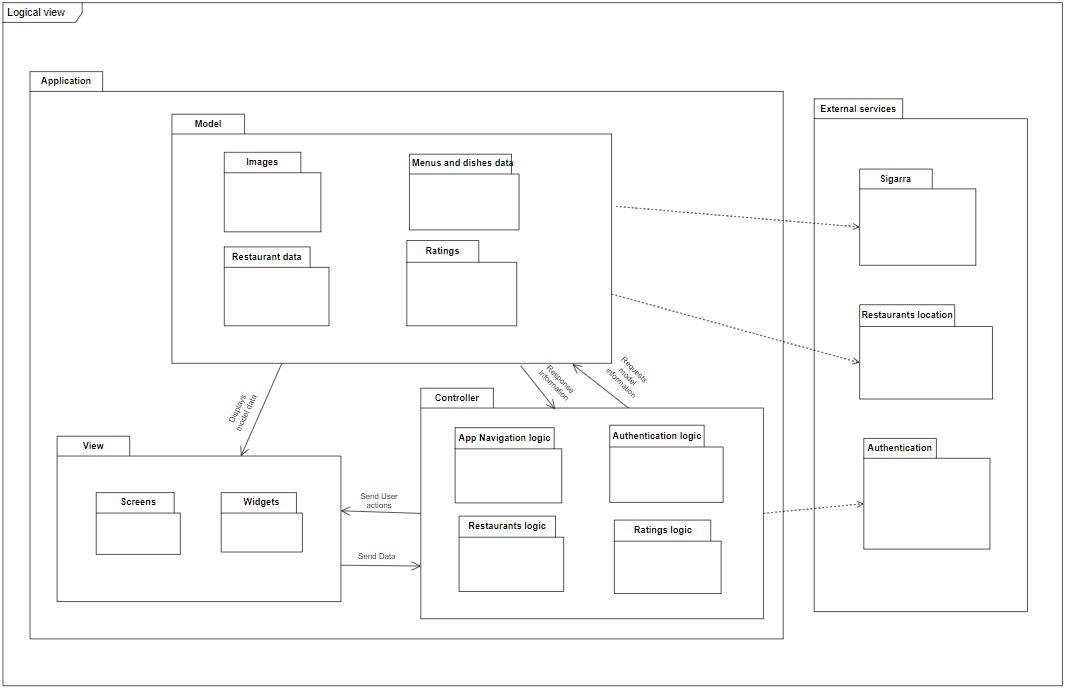 Logical view
Application
External services
Model
Images
Menus and dishes data
Sigarra
Restaurant data
Ratings
Restaurants location
Response
information
Requests
model
information
Displays
model data
Controller
View
App Navigation logic
Authentication logic
Authentication
Screens
Widgets
Send User
actions
Restaurants logic
Ratings logic
Send Data